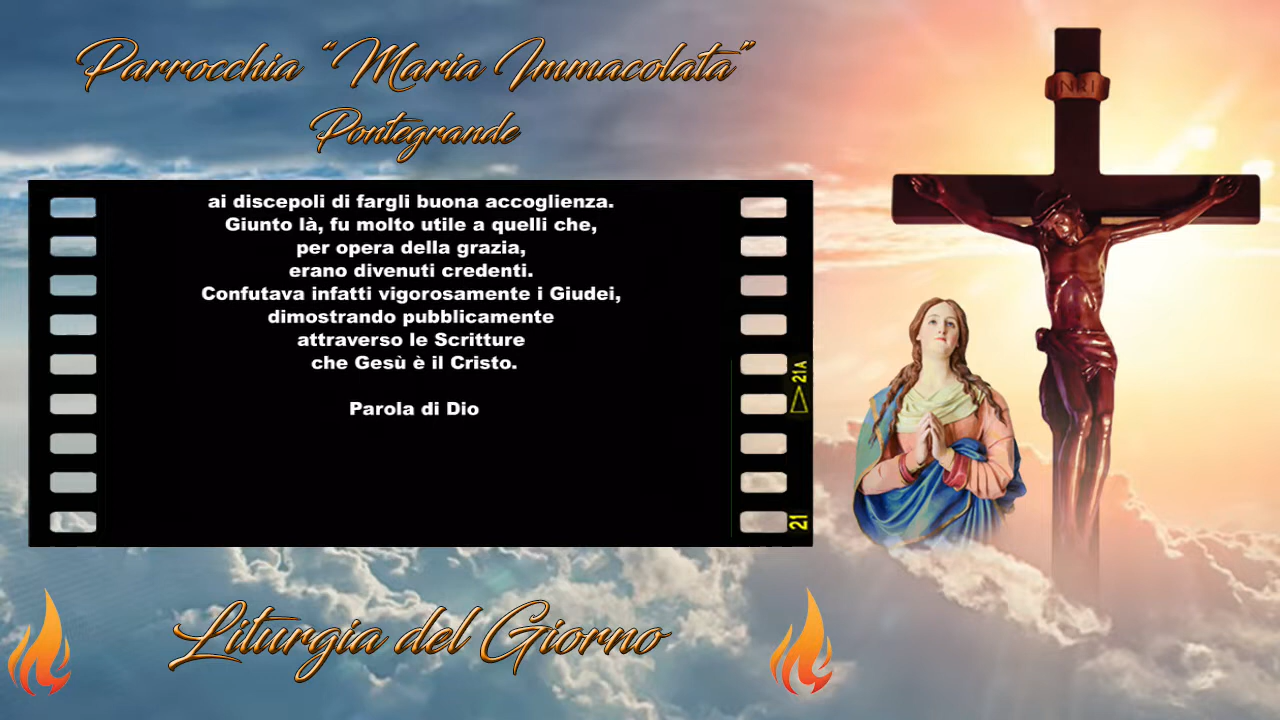 Parrocchia “Maria Immacolata”
Pontegrande
ai discepoli di fargli buona accoglienza.
Giunto là, fu molto utile a quelli che,
per opera della grazia,
erano divenuti credenti.
Confutava infatti vigorosamente i Giudei,
dimostrando pubblicamente
attraverso le Scritture
che Gesù è il Cristo.
Parola di Dio
21A
21
INRI
Liturgia del Giorno